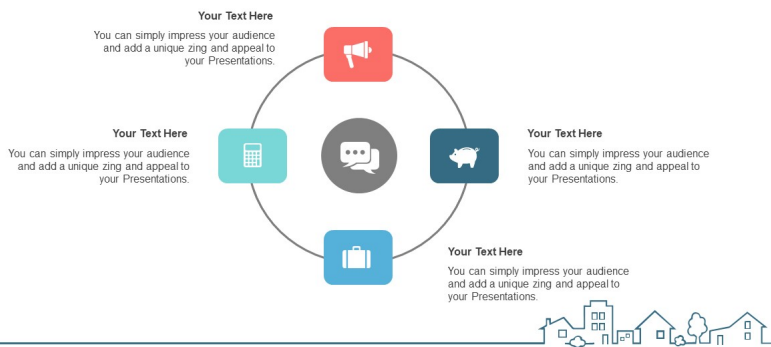 Your Text Here
You can simply impress your audience
and add a unique zing and appeal to
your Presentations.
Your Text Here
You can simply impress your audience
and add a unique zing and appeal to
your Presentations.
Your Text Here
You can simply impress your audience
and add a unique zing and appeal to
your Presentations.
Your Text Here
You can simply impress your audience
and add a unique zing and appeal to
your Presentations.